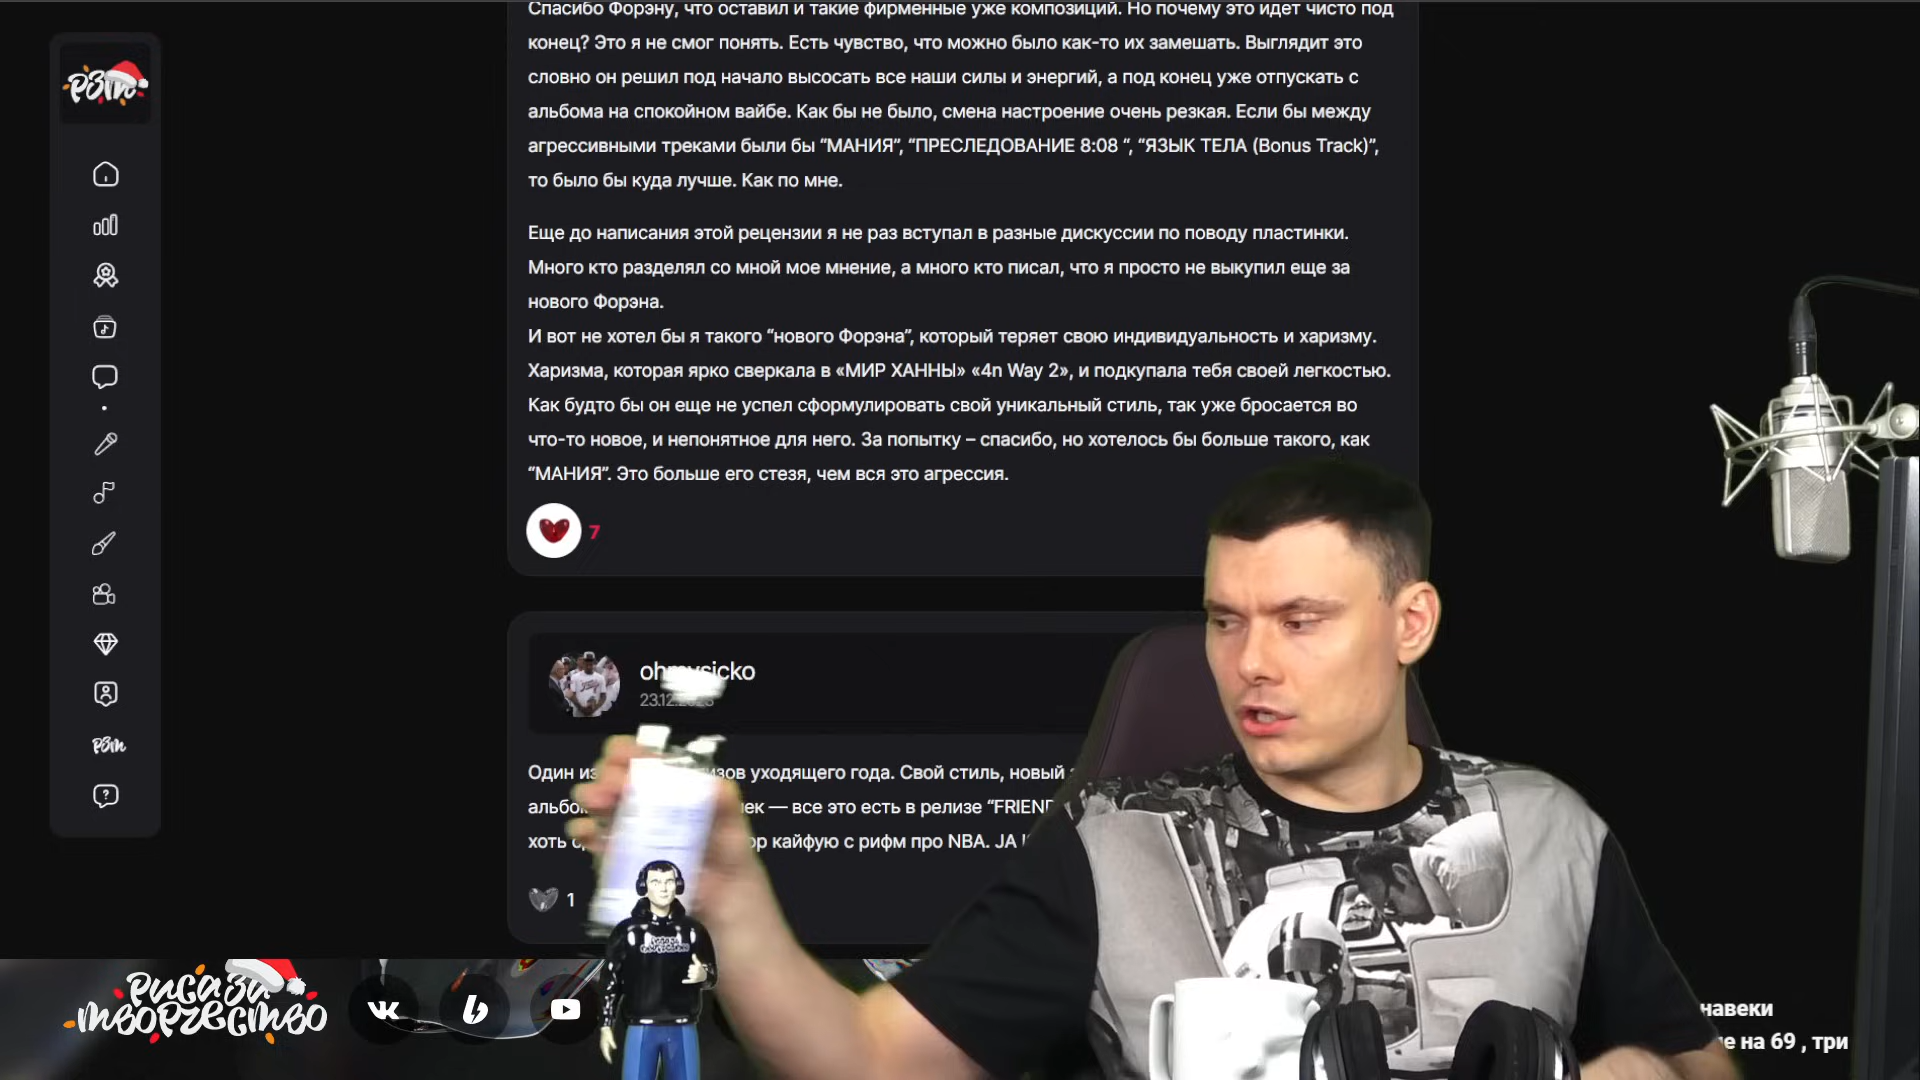 Спасибо Форэну, что оставил и такие фирменные уже композиций. Но почему это идет чисто под
конец? Это я не смог понять. Есть чувство, что можно было как-то их замешать. Выглядит это
словно он решил под начало высосать все наши силы и энергий, а под конец уже отпускать с
альбома на спокойном вайбе. Как бы не было, смена настроение очень резкая. Если бы между
агрессивными треками были бы “МАНИЯ”, “ПРЕСЛЕДОВАНИЕ 8:08 “, “ЯЗЫК ТЕЛА (Bonus Track)”,
то было бы куда лучше. Как по мне.
Еще до написания этой рецензии я не раз вступал в разные дискуссии по поводу пластинки.
Много кто разделял со мной мое мнение, а много кто писал, что я просто не выкупил еще за
нового Форэна.
И вот не хотел бы я такого “нового Форэна”, который теряет свою индивидуальность и харизму.
Харизма, которая ярко сверкала в «МИР ХАННЫ» «4n Way 2», и подкупала тебя своей легкостью.
Как будто бы он еще не успел сформулировать свой уникальный стиль, так уже бросается во
что-то новое, и непонятное для него. За попытку – спасибо, но хотелось бы больше такого, как
“МАНИЯ”. Это больше его стезя, чем вся это агрессия.
7
ohmysicko
23.12.
Один из уходящего года. Свой стиль, новый
— все это есть в релизе “FRIEND
хоть кайфую с рифм про NBA. JA
1
РИСАЗА
ТВОРЧЕСТВО
навеки
на 69 , три
РЗТ
РЗТ